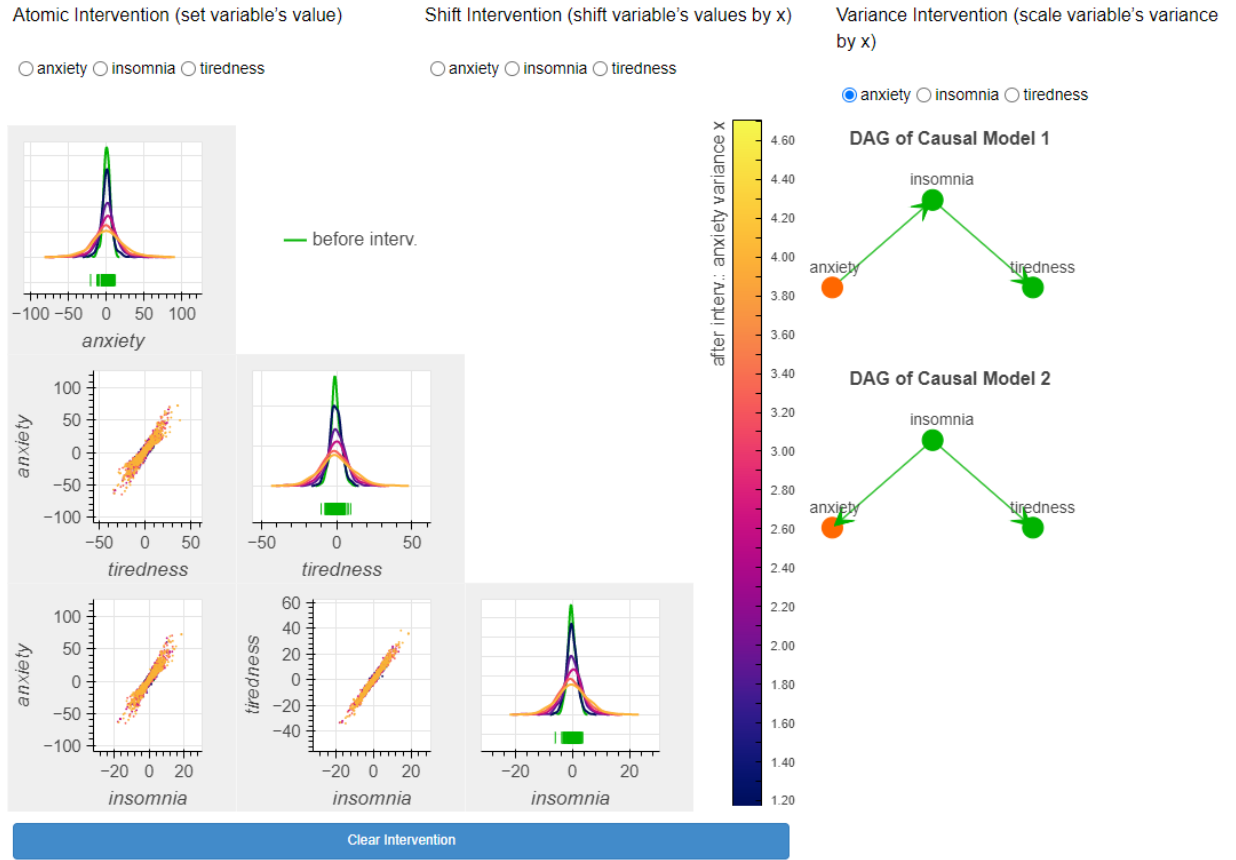 Atomic Intervention (set variable's value)
Shift Intervention (shift variable's values by x)
Variance Intervention (scale variable's variance
by x)
anxiety insomnia tiredness
anxiety insomnia tiredness
anxiety insomnia tiredness
before interv.
−100 −50 0 50 100
anxiety
anxiety
100
50
0
−50
−100
−50 0 50
tiredness
−50 0 50
tiredness
anxiety
100
50
0
−50
−100
−20 0 20
insomnia
tiredness
60
40
20
0
−20
−40
−20 0 20
insomnia
−20 0 20
insomnia
after interv.: anxiety variance x
4.60
4.40
4.20
4.00
3.80
3.60
3.40
3.20
3.00
2.80
2.60
2.40
2.20
2.00
1.80
1.60
1.40
1.20
DAG of Causal Model 1
insomnia
anxiety
tiredness
DAG of Causal Model 2
insomnia
anxiety
tiredness
Clear Intervention